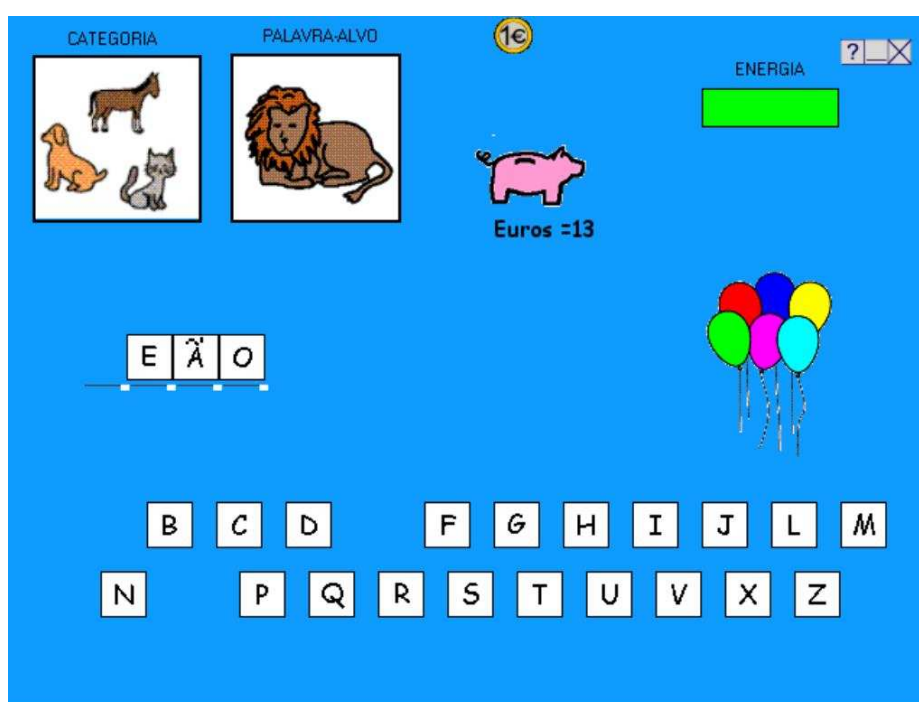 CATEGORIA
PALAVRA-ALVO
1€
? _ X
ENERGIA
Euros =13
E Ã O
B C D F G H I J L M
N P Q R S T U V X Z